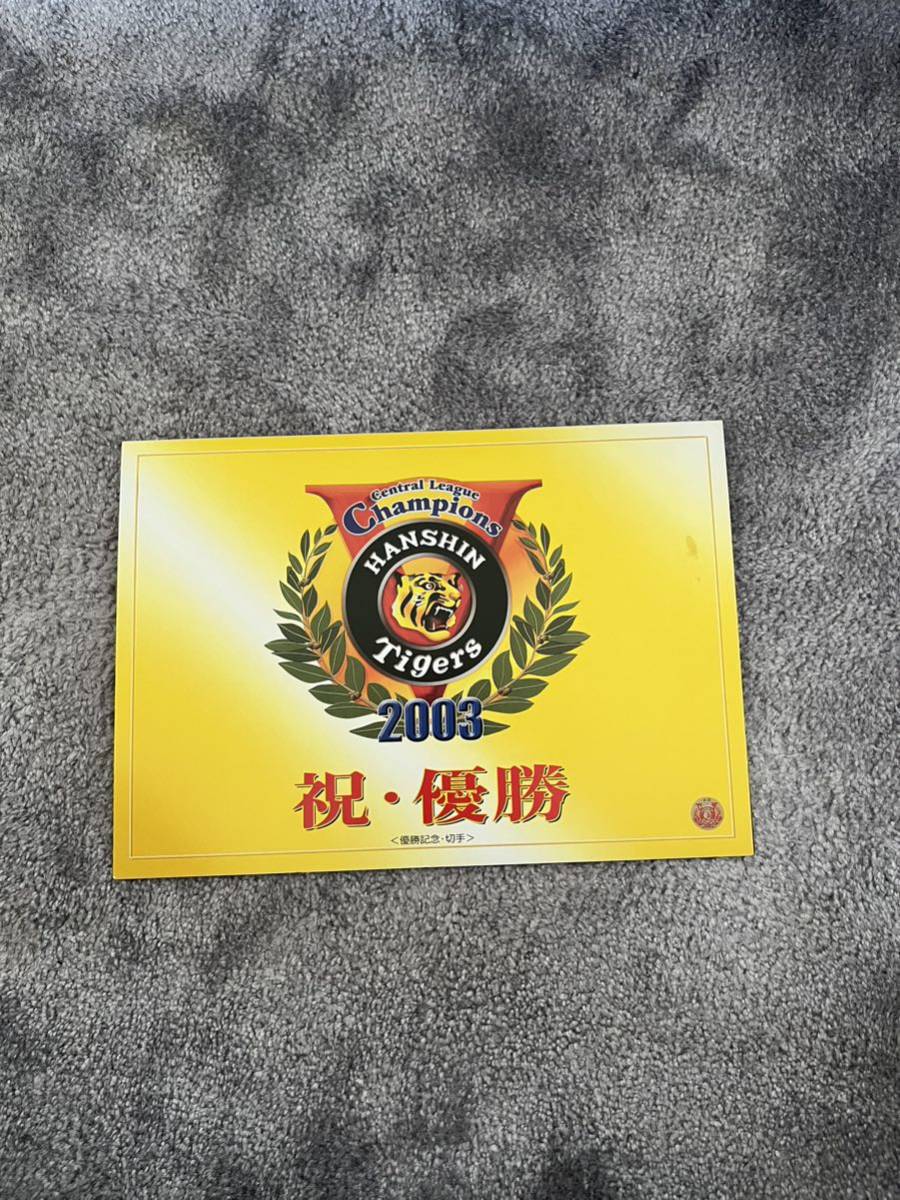 Central League
Champions
HANSHIN
Tigers
2003
祝・優勝
＜優勝記念・切手＞